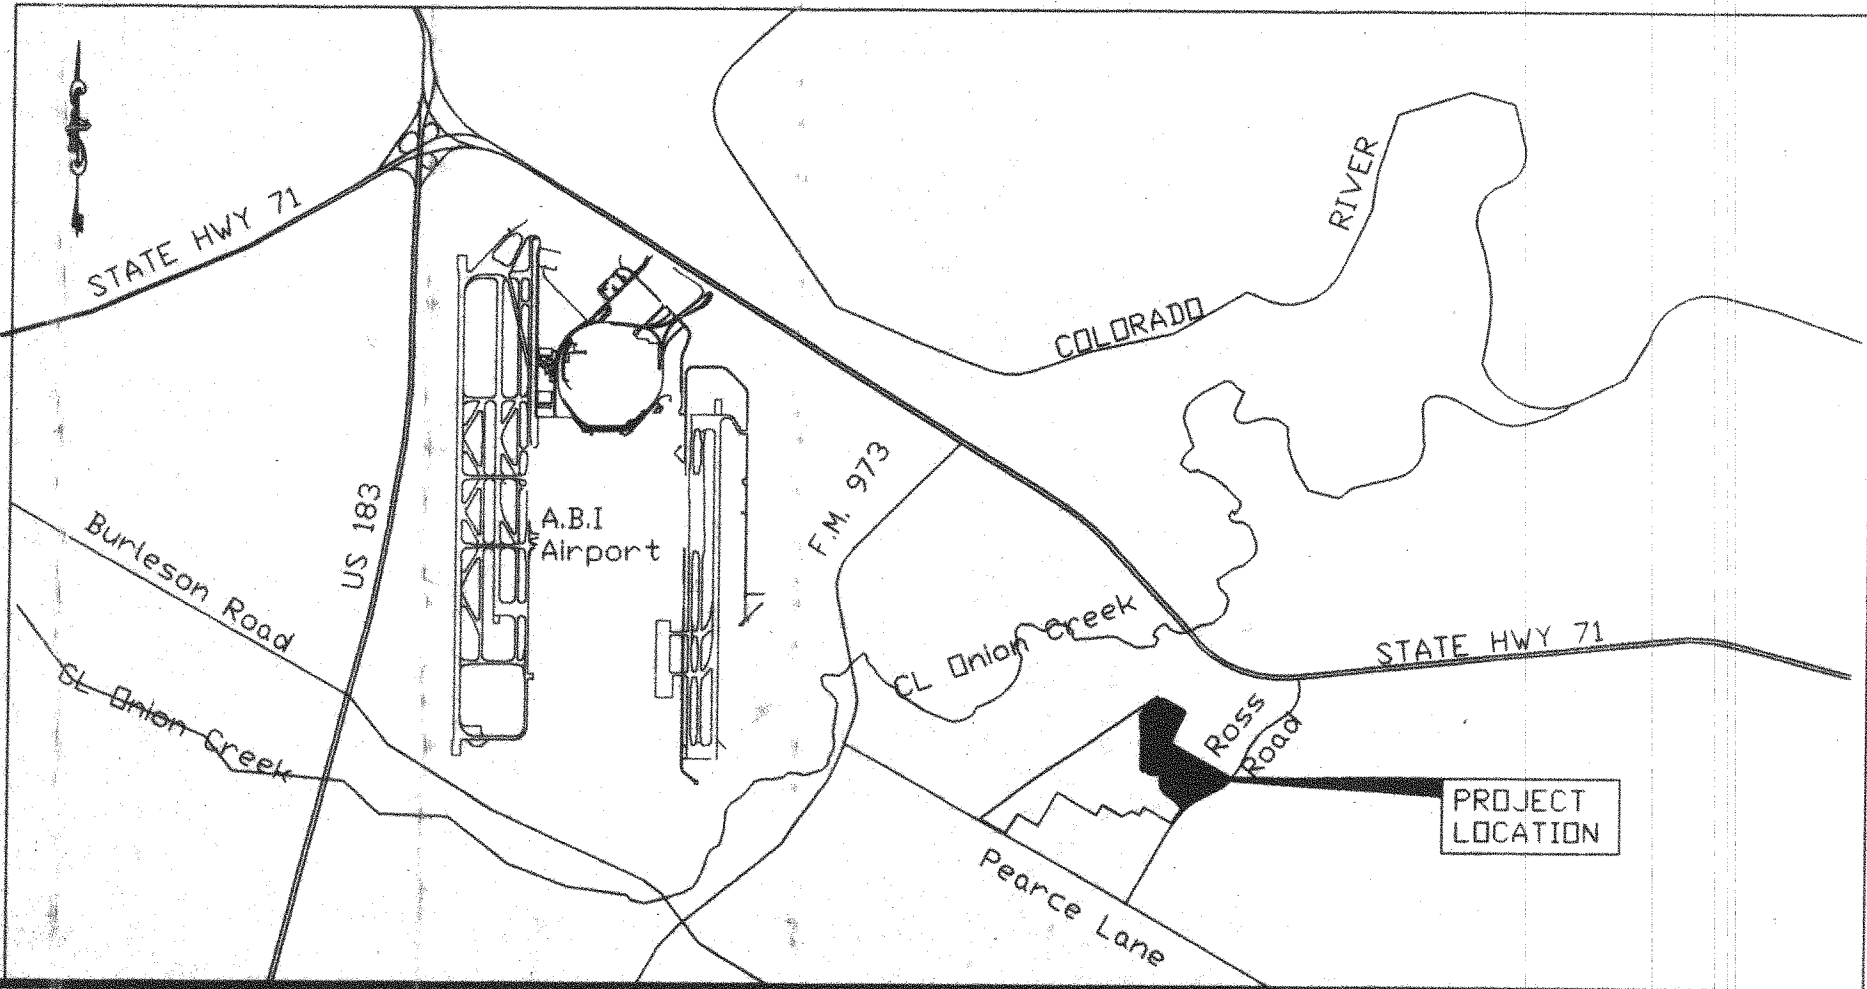 STATE HWY 71
COLORADO
RIVER
US 183
F.M. 973
A.B.I
Airport
Burleson Road
CL Onion Creek
CL Onion Creek
STATE HWY 71
Ross
Road
PROJECT
LOCATION
Pearce Lane